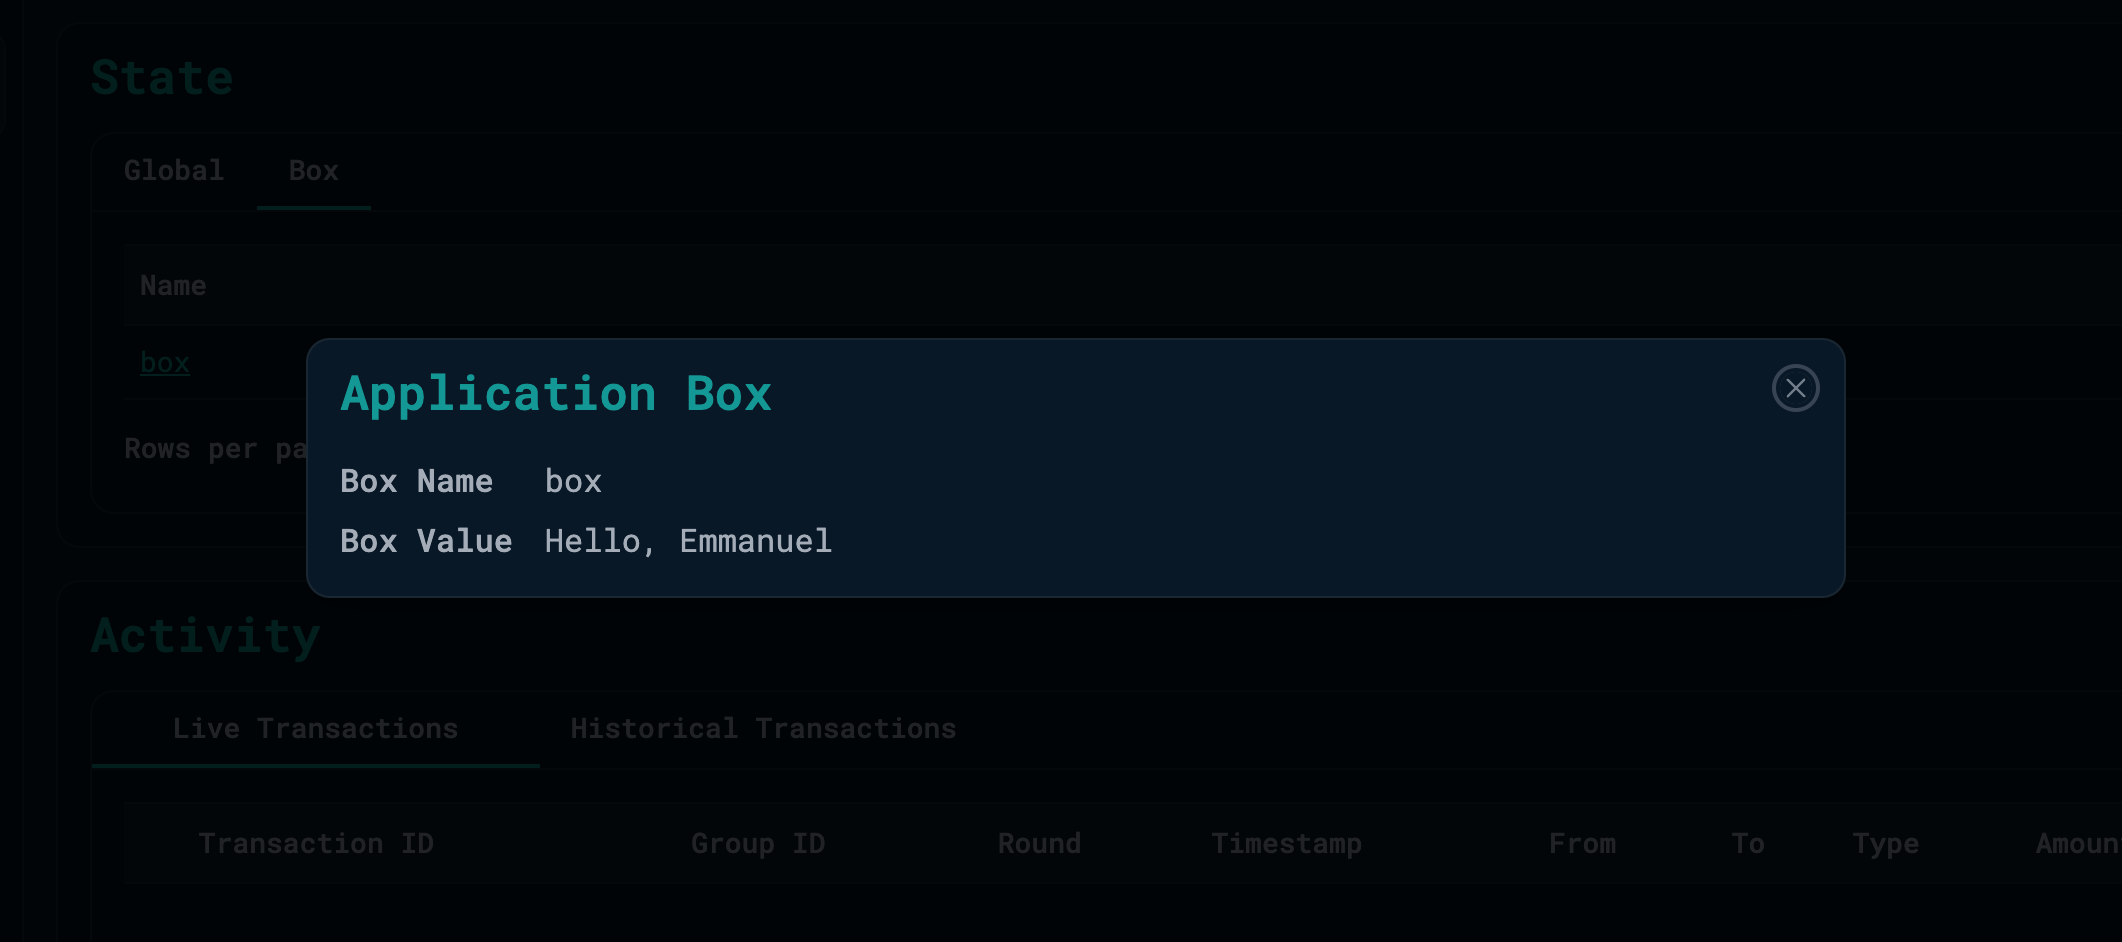 State
Global Box
Name
box
Rows per pa
Application Box
Box Name box
Box Value Hello, Emmanuel
Activity
Live Transactions Historical Transactions
Transaction ID Group ID Round Timestamp From To Type Amoun